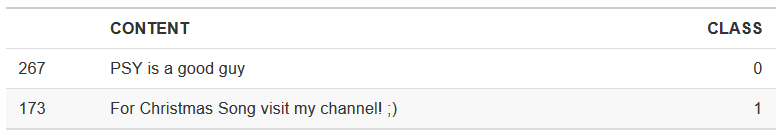 CONTENT CLASS
267 PSY is a good guy 0
173 For Christmas Song visit my channel! ;) 1